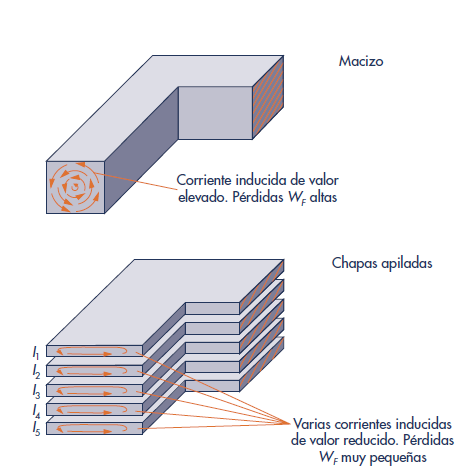 Macizo
Corriente inducida de valor
elevado. Pérdidas WF altas
Chapas apiladas
I1
I2
I3
I4
I5
Varias corrientes inducidas
de valor reducido. Pérdidas
WF muy pequeñas